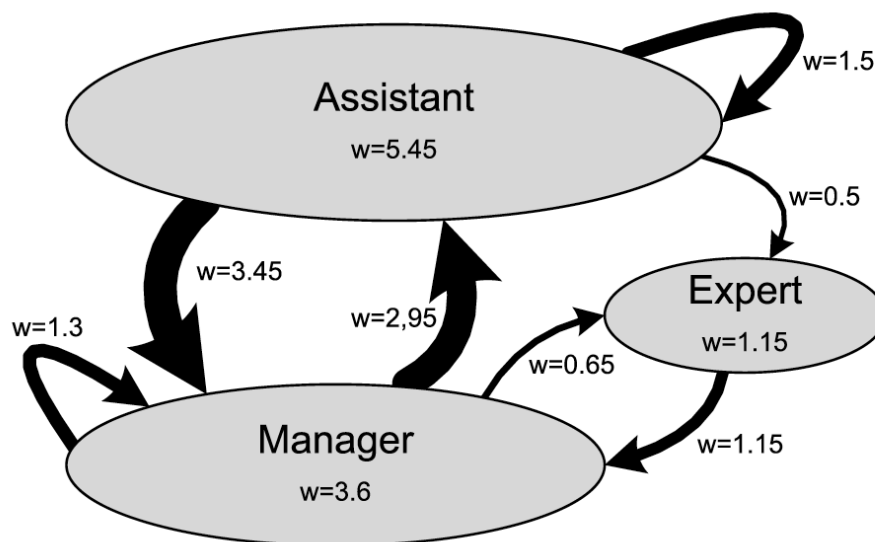 Assistant
w=5.45
w=1.5
w=0.5
w=3.45
w=2,95
Expert
w=1.15
w=1.3
w=0.65
w=1.15
Manager
w=3.6